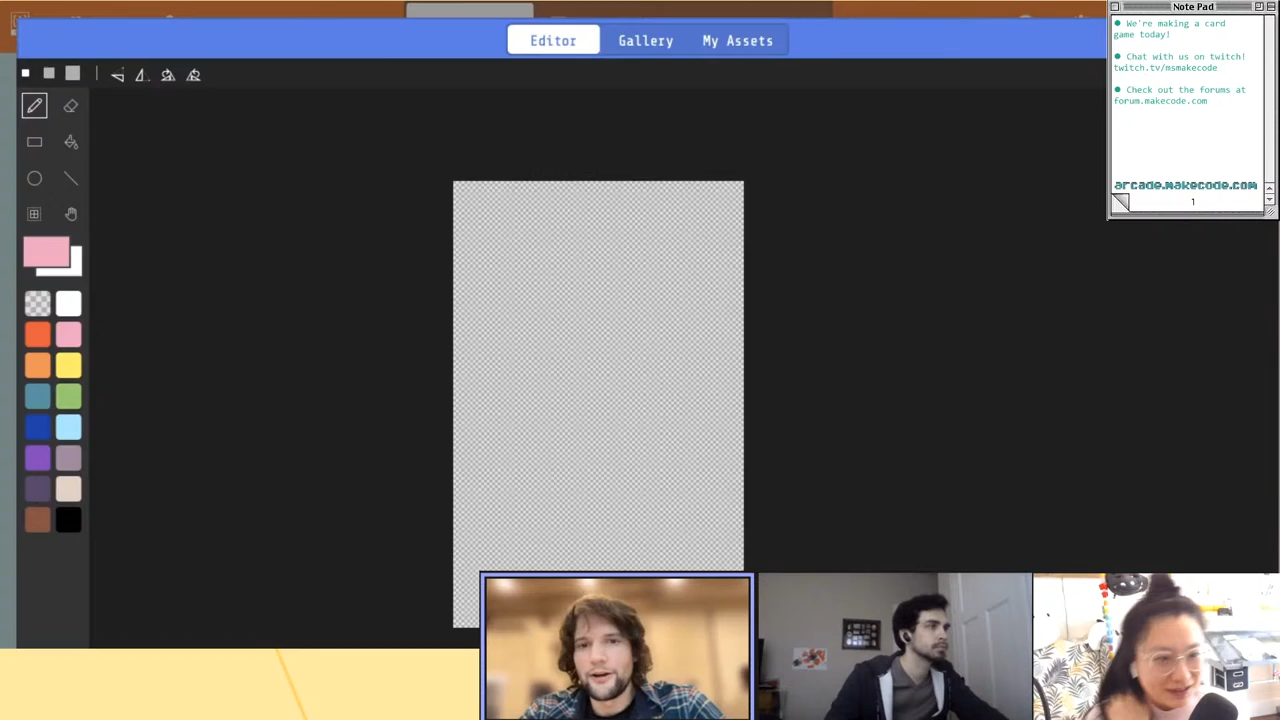 Editor Gallery My Assets
Note Pad
● We're making a card
game today!
● Chat with us on twitch!
twitch.tv/msmakecode
● Check out the forums at
forum.makecode.com
arcade.makecode.com
1